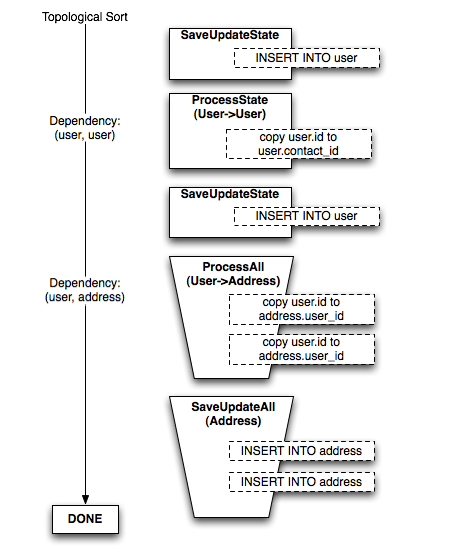 Topological Sort
SaveUpdateState
INSERT INTO user
Dependency:
(user, user)
ProcessState
(User->User)
copy user.id to
user.contact_id
SaveUpdateState
INSERT INTO user
Dependency:
(user, address)
ProcessAll
(User->Address)
copy user.id to
address.user_id
copy user.id to
address.user_id
SaveUpdateAll
(Address)
INSERT INTO address
INSERT INTO address
DONE